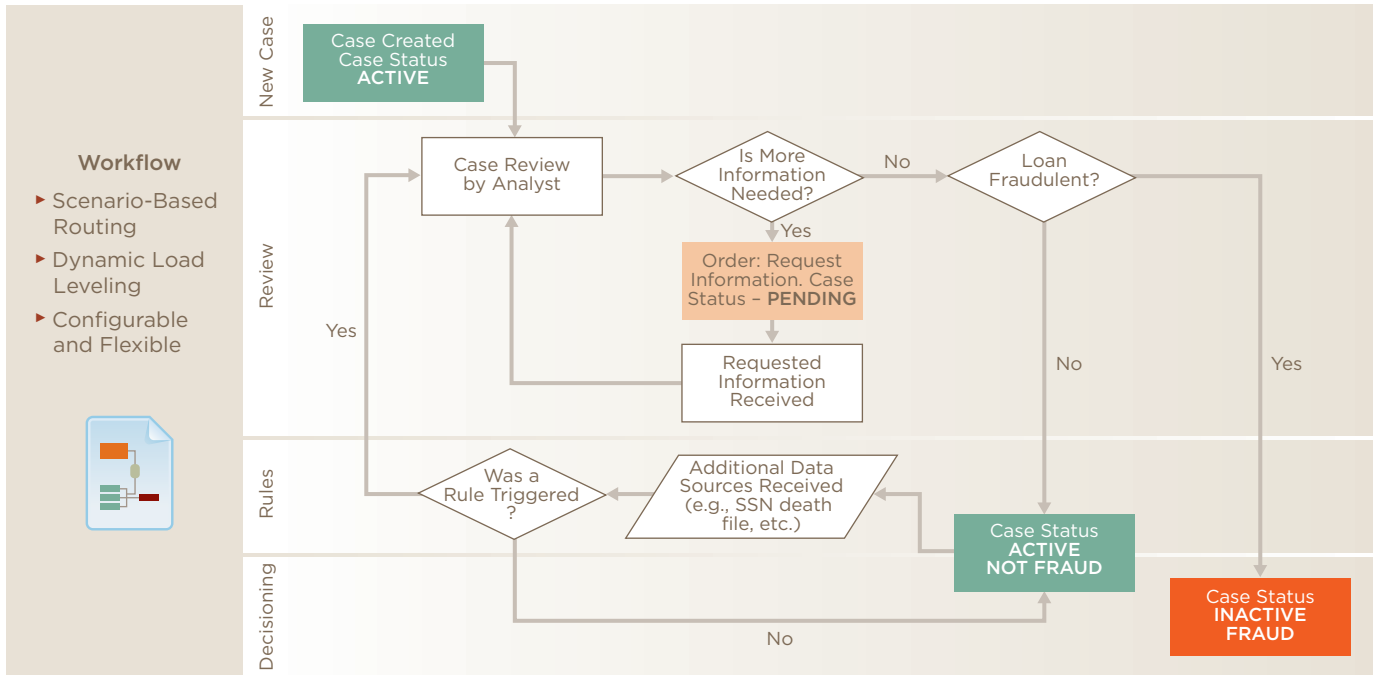 Workflow
▸ Scenario-Based
Routing
▸ Dynamic Load
Leveling
▸ Configurable
and Flexible
New Case
Case Created
Case Status
ACTIVE
Review
Case Review
by Analyst
Is More
Information
Needed?
No
Loan
Fraudulent?
Yes
Order: Request
Information. Case
Status – PENDING
Requested
Information
Received
Yes
No
Yes
Rules
Was a
Rule Triggered
?
Additional Data
Sources Received
(e.g., SSN death
file, etc.)
Case Status
ACTIVE
NOT FRAUD
Decisioning
No
Case Status
INACTIVE
FRAUD